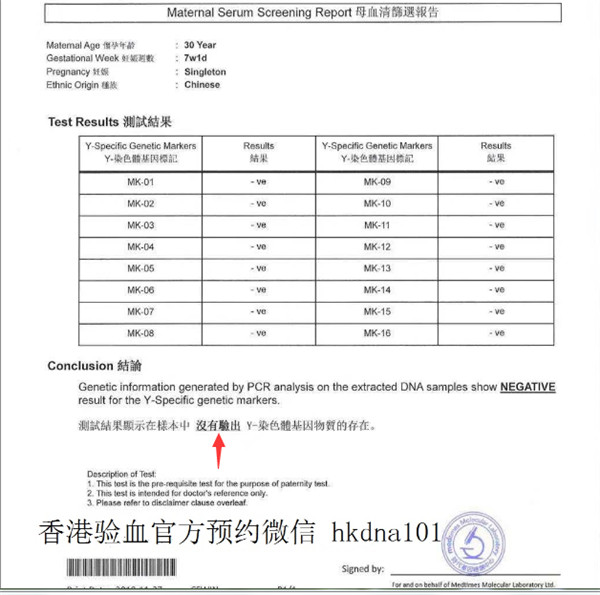 Maternal Serum Screening Report 母血清篩選報告
Maternal Age 懷孕年齡 : 30 Year
Gestational Week 妊娠週數 : 7w1d
Pregnancy 妊娠 : Singleton
Ethnic Origin 種族 : Chinese
Test Results 測試結果
Y-Specific Genetic Markers Results Y-Specific Genetic Markers Results
Y-染色體基因標記 結果 Y-染色體基因標記 結果
MK-01 - ve MK-09 - ve
MK-02 - ve MK-10 - ve
MK-03 - ve MK-11 - ve
MK-04 - ve MK-12 - ve
MK-05 - ve MK-13 - ve
MK-06 - ve MK-14 - ve
MK-07 - ve MK-15 - ve
MK-08 - ve MK-16 - ve
Conclusion 結論
Genetic information generated by PCR analysis on the extracted DNA samples show NEGATIVE
result for the Y-Specific genetic markers.
測試結果顯示在樣本中 沒有驗出 Y-染色體基因物質的存在。
Description of Test:
1. This test is the pre-requisite test for the purpose of paternity test.
2. This test is intended for doctor's reference only.
3. Please refer to disclaimer clause overleaf.
香港验血官方预约微信 hkdna101
Medtimes Molecular Laboratory
Signed by:
For and on behalf of Medtimes Molecular Laboratory Ltd.